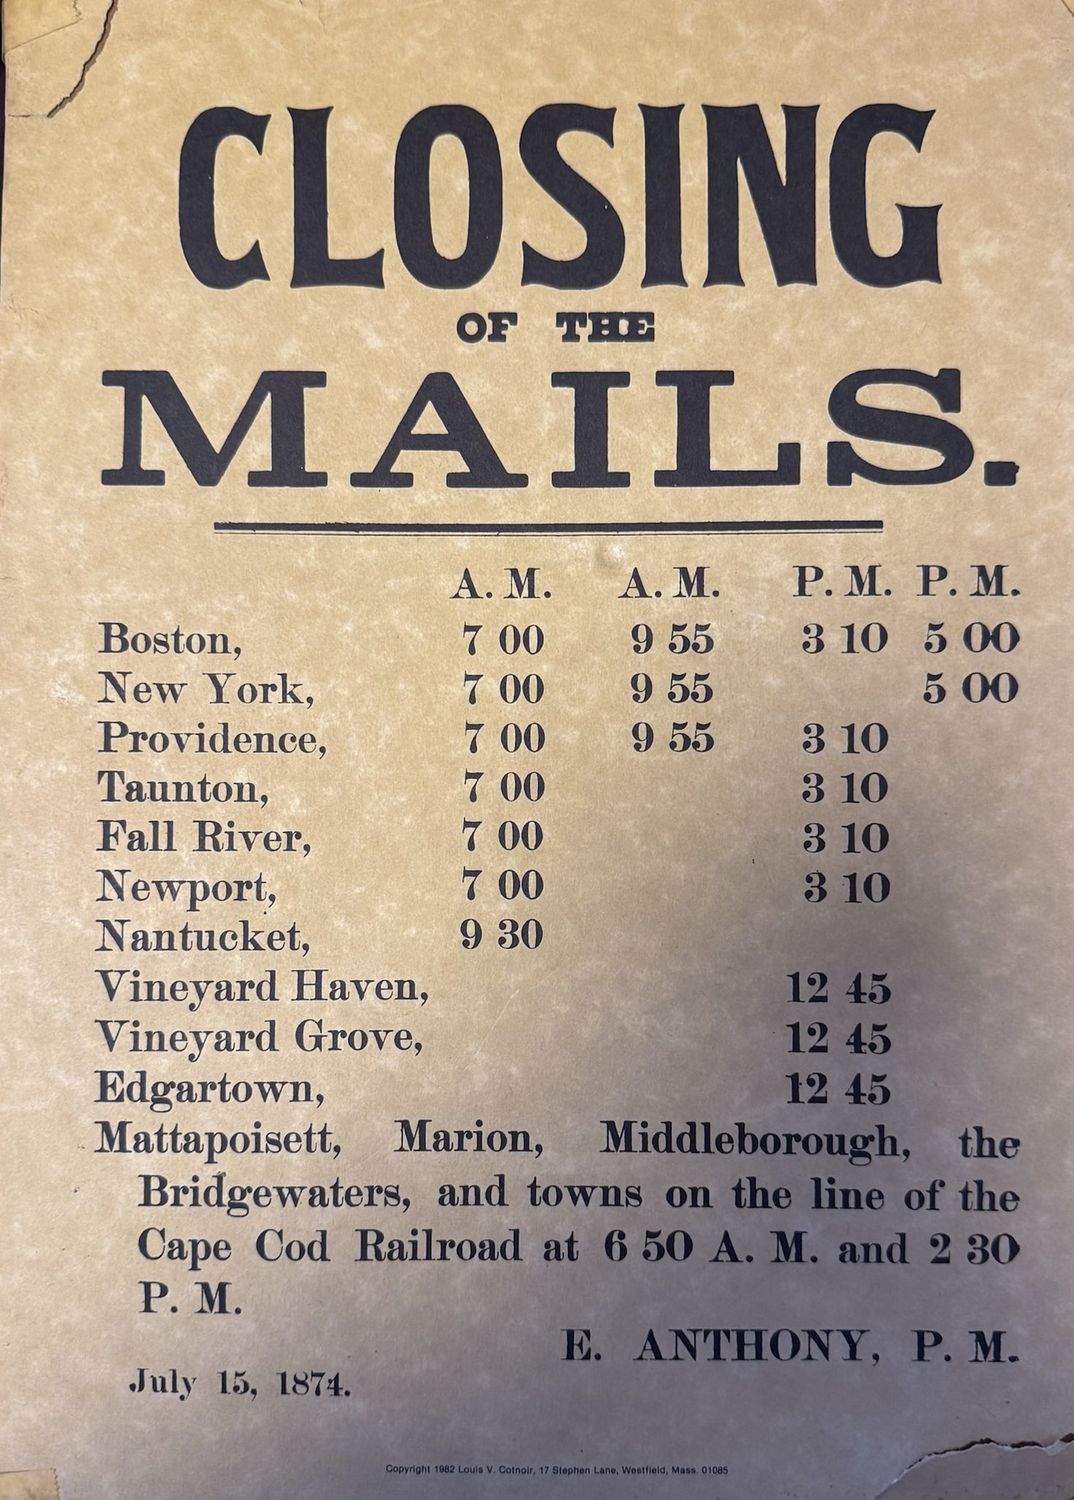 CLOSING
OF THE
MAILS.
A. M. A. M. P. M. P. M.
Boston, 7 00 9 55 3 10 5 00
New York, 7 00 9 55 5 00
Providence, 7 00 9 55 3 10
Taunton, 7 00 3 10
Fall River, 7 00 3 10
Newport, 7 00 3 10
Nantucket, 9 30
Vineyard Haven, 12 45
Vineyard Grove, 12 45
Edgartown, 12 45
Mattapoisett, Marion, Middleborough, the
Bridgewaters, and towns on the line of the
Cape Cod Railroad at 6 50 A. M. and 2 30
P. M.
E. ANTHONY, P. M.
July 15, 1874.
Copyright 1982 Louis V. Cotnoir, 17 Stephen Lane, Westfield, Mass. 01085